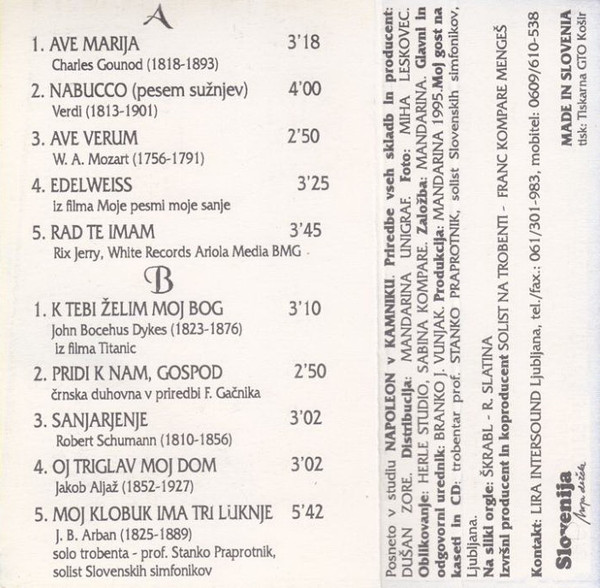 A
1. AVE MARIJA 3'18
Charles Gounod (1818-1893)
2. NABUCCO (pesem sužnjev) 4'00
Verdi (1813-1901)
3. AVE VERUM 2'50
W. A. Mozart (1756-1791)
4. EDELWEISS 3'25
iz filma Moje pesmi moje sanje
5. RAD TE IMAM 3'45
Rix Jerry, White Records Ariola Media BMG
B
1. K TEBI ŽELIM MOJ BOG 3'10
John Bocehus Dykes (1823-1876)
iz filma Titanic
2. PRIDI K NAM, GOSPOD 2'50
črnska duhovna v priredbi F. Gačnika
3. SANJARJENJE 3'02
Robert Schumann (1810-1856)
4. OJ TRIGLAV MOJ DOM 3'02
Jakob Aljaž (1852-1927)
5. MOJ KLOBUK IMA TRI LUKNJE 5'42
J. B. Arban (1825-1889)
solo trobenta - prof. Stanko Praprotnik,
solist Slovenskih simfonikov
Posneto v studiu NAPOLEON v KAMNIKU. Priredbe vseh skladb in producent:
DUŠAN ZORE. Distribucija: MANDARINA UNIGRAF. Foto: MIHA LESKOVEC.
Oblikovanje: HERLE STUDIO, SABINA KOMPARE. Založba: MANDARINA. Glavni in
odgovorni urednik: BRANKO J. VUNJAK. Produkcija: MANDARINA 1995. Moj gost na
kaseti in CD: trobentar prof. STANKO PRAPROTNIK, solist Slovenskih simfonikov,
Ljubljana.
Na sliki orgle: ŠKRABL - R. SLATINA
Izvršni producent in koproducent SOLIST NA TROBENTI - FRANC KOMPARE MENGEŠ
Kontakt: LIRA INTERSOUND Ljubljana, tel./fax.: 061/301-983, mobitel: 0609/610-538
Slovenija
Moja dežela
MADE IN SLOVENIA
tisk: Tiskarna GTO Košir